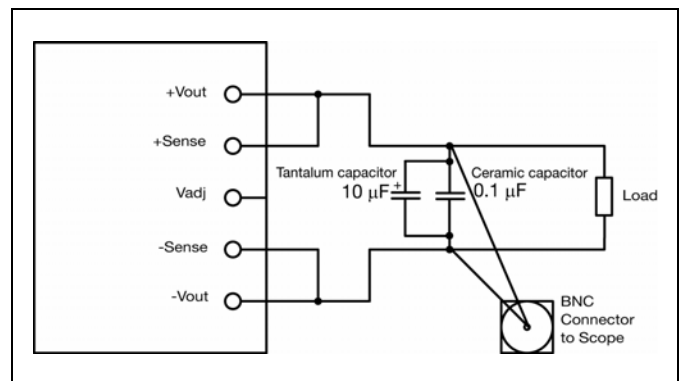 +Vout
+Sense
Vadj
-Sense
-Vout
Tantalum capacitor
10 µF +
Ceramic capacitor
0.1 µF
Load
BNC
Connector
to Scope